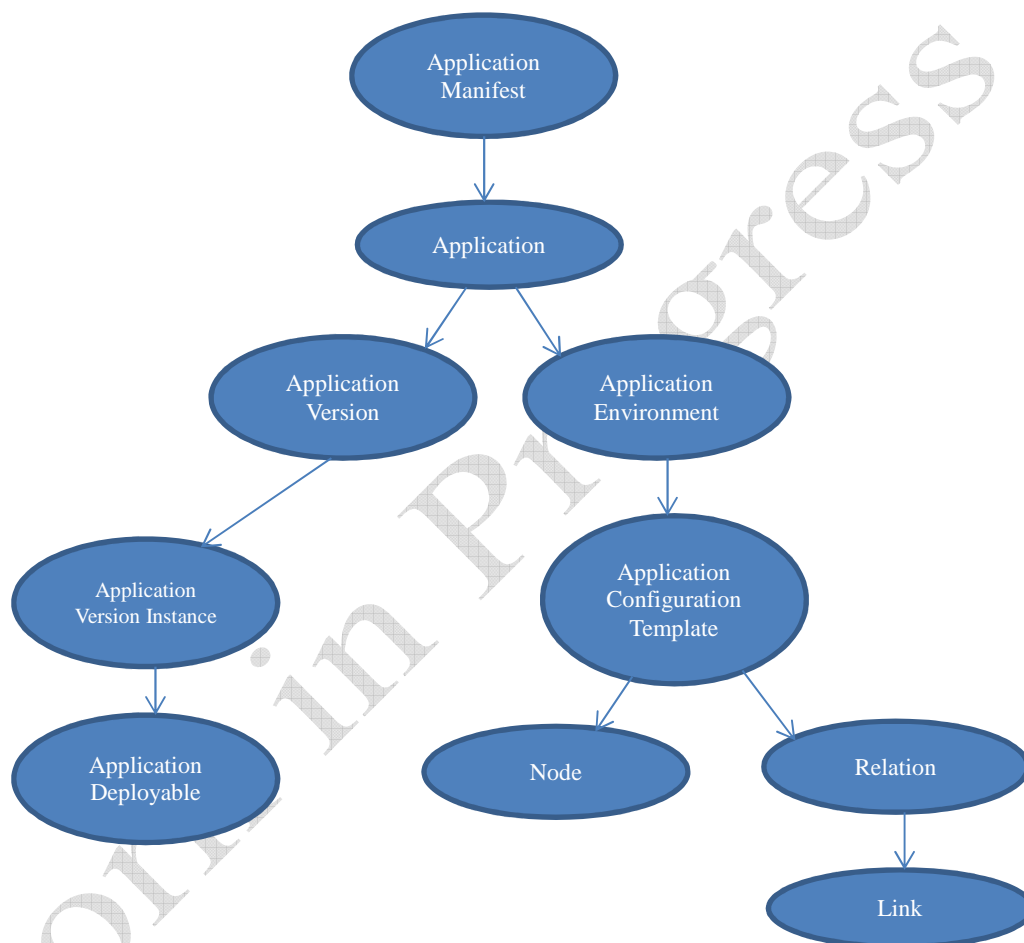 Application
Manifest
Application
Application
Version
Application
Environment
Application
Version Instance
Application
Configuration
Template
Application
Deployable
Node
Relation
Link
in Progress